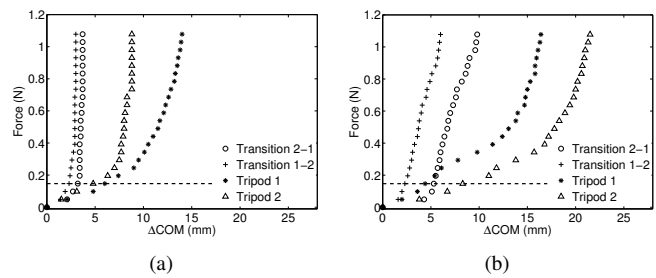 1.2
1
0.8
0.6
0.4
0.2
0
Force (N)
0 5 10 15 20 25
ΔCOM (mm)
Transition 2−1
Transition 1−2
Tripod 1
Tripod 2
(a)
1.2
1
0.8
0.6
0.4
0.2
0
Force (N)
0 5 10 15 20 25
ΔCOM (mm)
Transition 2−1
Transition 1−2
Tripod 1
Tripod 2
(b)